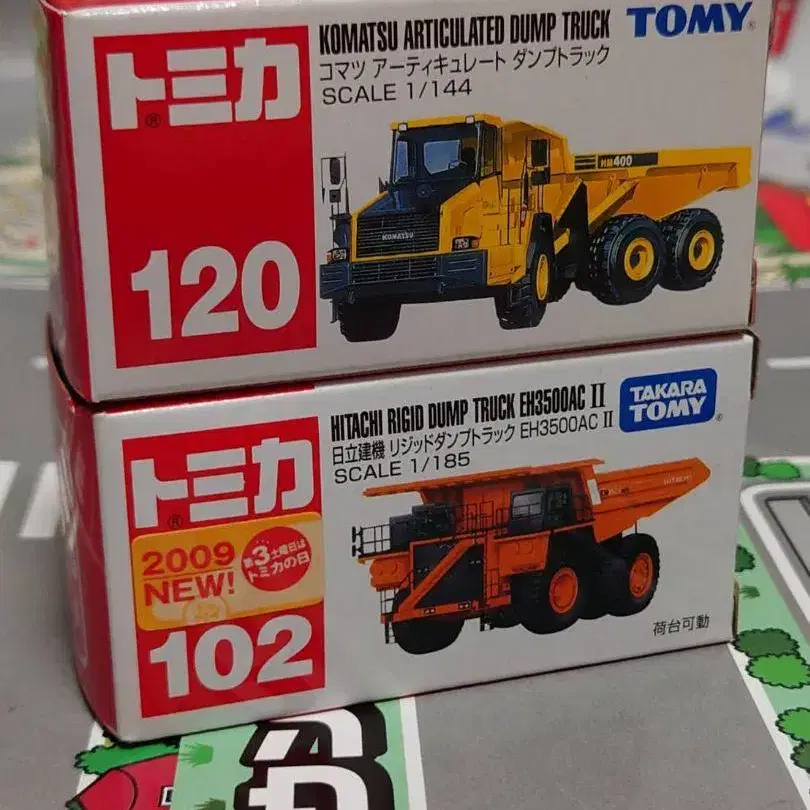 トミカ®
120
KOMATSU ARTICULATED DUMP TRUCK
コマツ アーティキュレート ダンプトラック
SCALE 1/144
TOMY®
KOMATSU
HM400
トミカ®
2009
NEW!
第3土曜日は
トミカの日
102
HITACHI RIGID DUMP TRUCK EH3500AC II
日立建機 リジッドダンプトラック EH3500AC II
SCALE 1/185
TAKARA
TOMY®
HITACHI
荷台可動